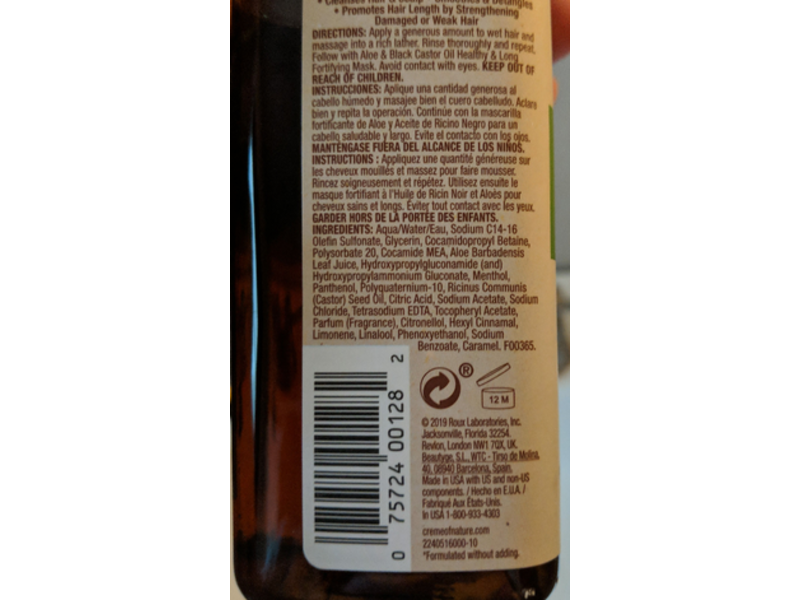 • Cleanses Hair & Scalp • Smoothes & Detangles
• Promotes Hair Length by Strengthening
Damaged or Weak Hair
DIRECTIONS: Apply a generous amount to wet hair and
massage into a rich lather. Rinse thoroughly and repeat.
Follow with Aloe & Black Castor Oil Healthy & Long
Fortifying Mask. Avoid contact with eyes. KEEP OUT OF
REACH OF CHILDREN.
INSTRUCCIONES: Aplique una cantidad generosa al
cabello húmedo y masajee bien el cuero cabelludo. Aclare
bien y repita la operación. Continúe con la mascarilla
fortificante de Aloe y Aceite de Ricino Negro para un
cabello saludable y largo. Evite el contacto con los ojos.
MANTÉNGASE FUERA DEL ALCANCE DE LOS NIÑOS.
INSTRUCTIONS : Appliquez une quantité généreuse sur
les cheveux mouillés et massez pour faire mousser.
Rincez soigneusement et répétez. Utilisez ensuite le
masque fortifiant à l'Huile de Ricin Noir et Aloès pour
cheveux sains et longs. Éviter tout contact avec les yeux.
GARDER HORS DE LA PORTÉE DES ENFANTS.
INGREDIENTS: Aqua/Water/Eau, Sodium C14-16
Olefin Sulfonate, Glycerin, Cocamidopropyl Betaine,
Polysorbate 20, Cocamide MEA, Aloe Barbadensis
Leaf Juice, Hydroxypropylgluconamide (and)
Hydroxypropylammonium Gluconate, Menthol,
Panthenol, Polyquaternium-10, Ricinus Communis
(Castor) Seed Oil, Citric Acid, Sodium Acetate, Sodium
Chloride, Tetrasodium EDTA, Tocopheryl Acetate,
Parfum (Fragrance), Citronellol, Hexyl Cinnamal,
Limonene, Linalool, Phenoxyethanol, Sodium
Benzoate, Caramel. F00365.
0 75724 00128 2
®
12 M
© 2019 Roux Laboratories, Inc.
Jacksonville, Florida 32254.
Revlon, London NW1 7QX, UK.
Beautyge, S.L., WTC - Tirso de Molina,
40, 08940 Barcelona, Spain.
Made in USA with US and non-US
components. / Hecho en E.U.A./
Fabriqué Aux États-Unis.
In USA 1-800-933-4303
cremeofnature.com
2240516000-10
*Formulated without adding.